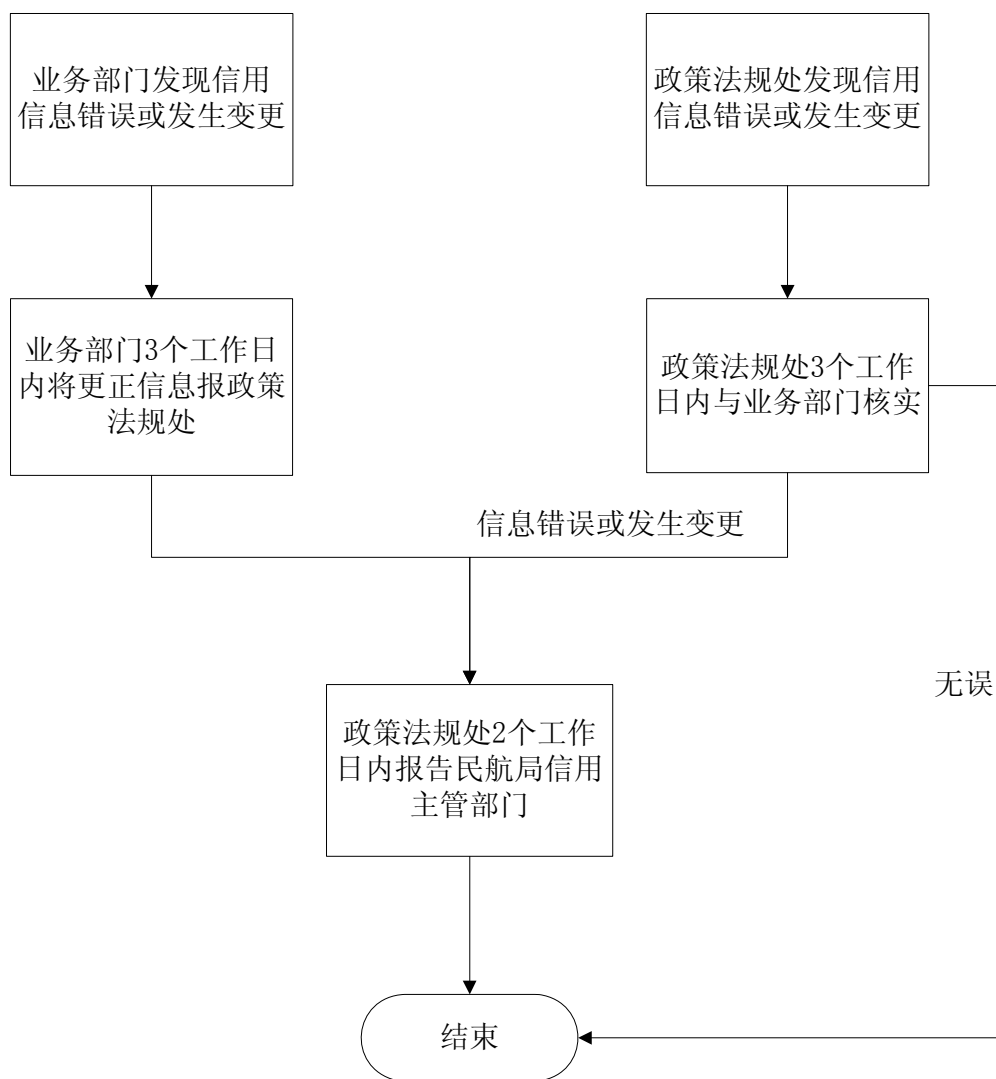 业务部门发现信用
信息错误或发生变更
政策法规处发现信用
信息错误或发生变更
业务部门3个工作日
内将更正信息报政策
法规处
政策法规处3个工作
日内与业务部门核实
信息错误或发生变更
无误
政策法规处2个工作
日内报告民航局信用
主管部门
结束